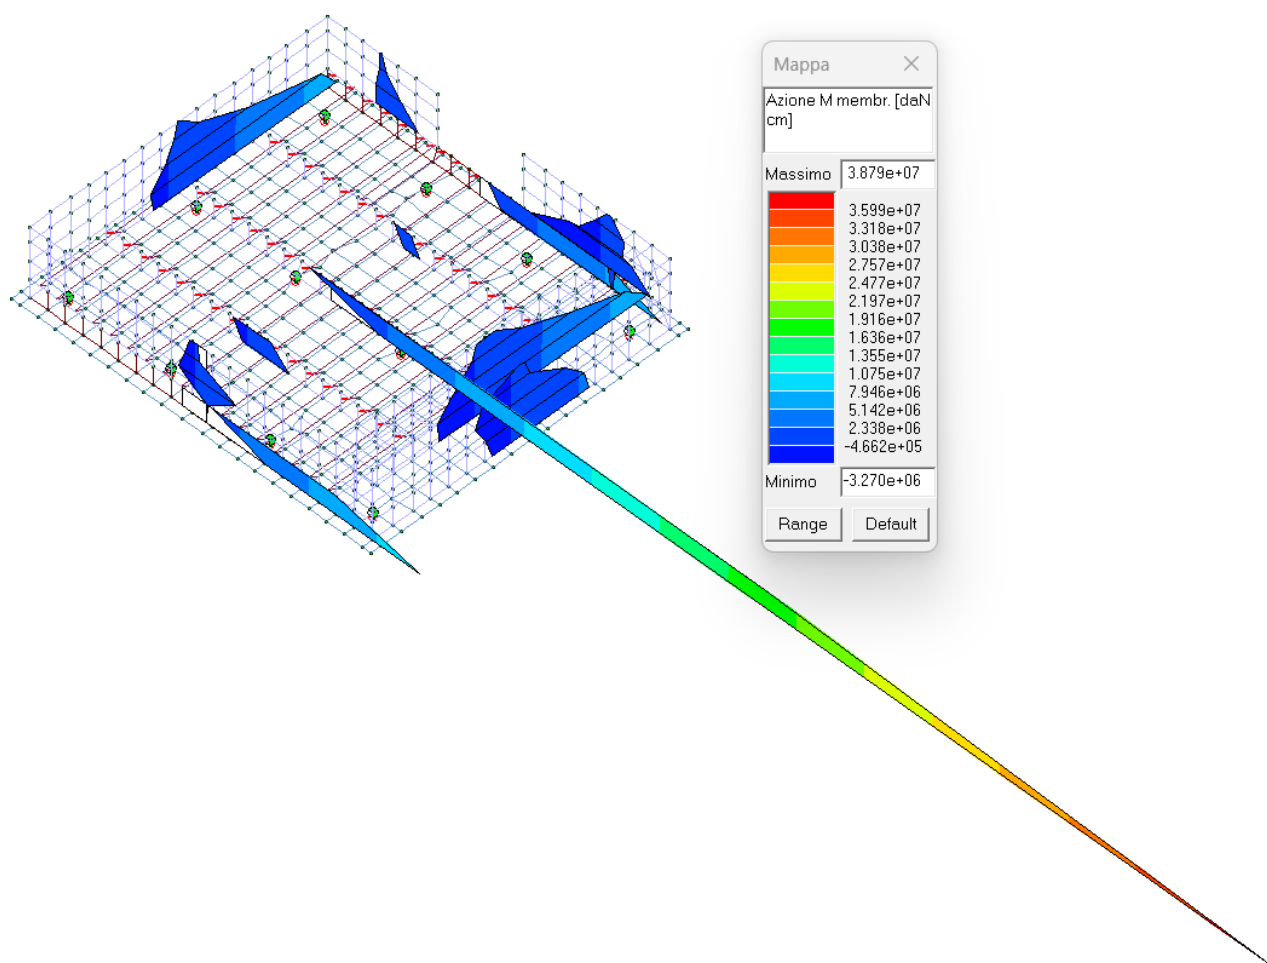 Mappa
Azione M membr. [daN
cm]
Massimo 3.879e+07
3.599e+07
3.318e+07
3.038e+07
2.757e+07
2.477e+07
2.197e+07
1.916e+07
1.636e+07
1.355e+07
1.075e+07
7.946e+06
5.142e+06
2.338e+06
-4.662e+05
Minimo -3.270e+06
Range Default